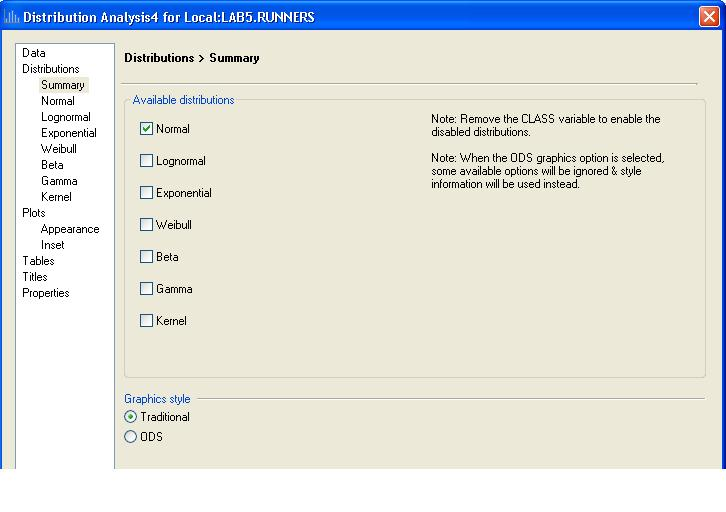 Distribution Analysis4 for Local:LAB5.RUNNERS
Data
Distributions
Summary
Normal
Lognormal
Exponential
Weibull
Beta
Gamma
Kernel
Plots
Appearance
Inset
Tables
Titles
Properties
Distributions > Summary
Available distributions
Normal
Lognormal
Exponential
Weibull
Beta
Gamma
Kernel
Note: Remove the CLASS variable to enable the
disabled distributions.
Note: When the ODS graphics option is selected,
some available options will be ignored & style
information will be used instead.
Graphics style
Traditional
ODS